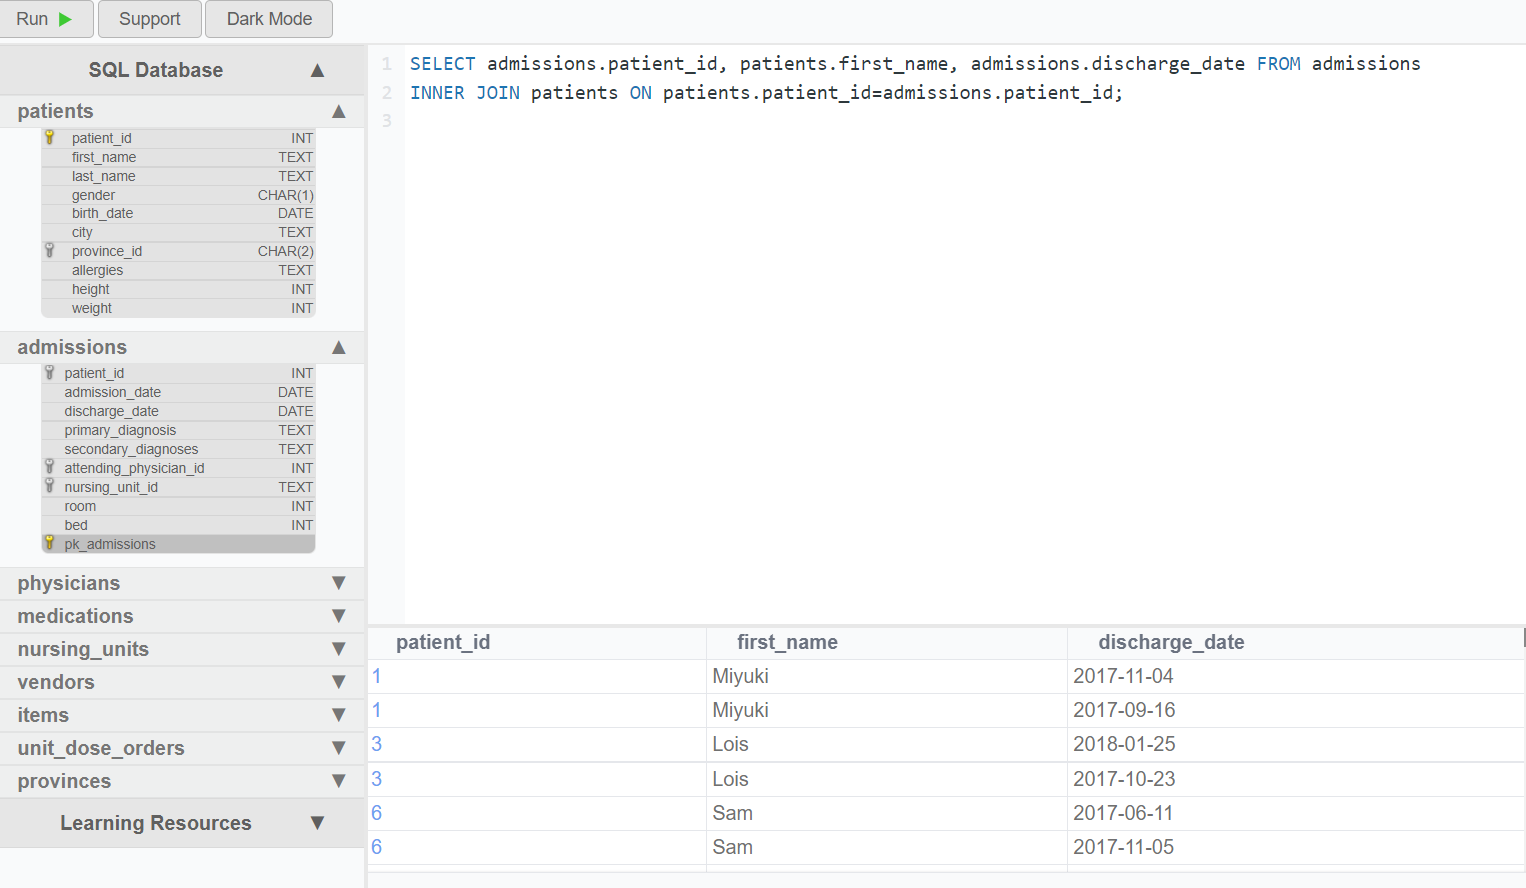 Run
Support
Dark Mode
SQL Database ▲
patients ▲
patient_id INT
first_name TEXT
last_name TEXT
gender CHAR(1)
birth_date DATE
city TEXT
province_id CHAR(2)
allergies TEXT
height INT
weight INT
admissions ▲
patient_id INT
admission_date DATE
discharge_date DATE
primary_diagnosis TEXT
secondary_diagnoses TEXT
attending_physician_id INT
nursing_unit_id TEXT
room INT
bed INT
pk_admissions
physicians ▼
medications ▼
nursing_units ▼
vendors ▼
items ▼
unit_dose_orders ▼
provinces ▼
Learning Resources ▼
1 SELECT admissions.patient_id, patients.first_name, admissions.discharge_date FROM admissions
2 INNER JOIN patients ON patients.patient_id=admissions.patient_id;
3
patient_id first_name discharge_date
1 Miyuki 2017-11-04
1 Miyuki 2017-09-16
3 Lois 2018-01-25
3 Lois 2017-10-23
6 Sam 2017-06-11
6 Sam 2017-11-05